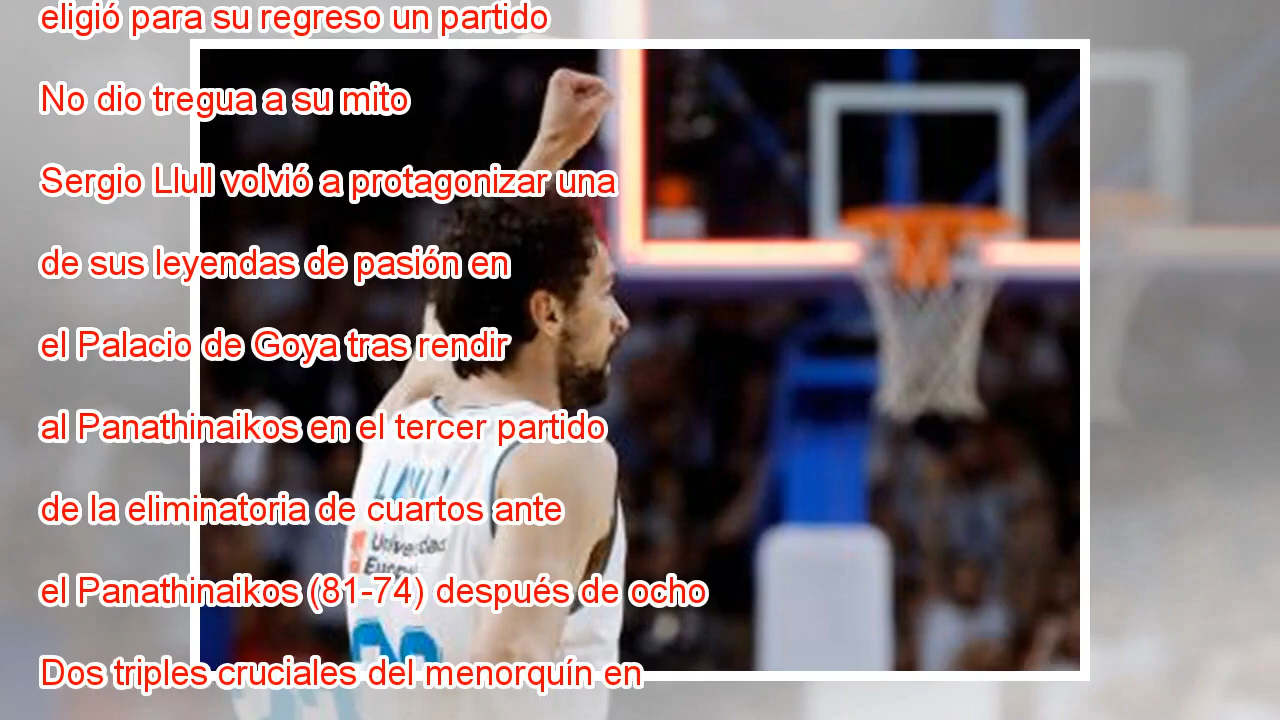 eligió para su regreso un partido
No dio tregua a su mito
Sergio Llull volvió a protagonizar una
de sus leyendas de pasión en
el Palacio de Goya tras rendir
al Panathinaikos en el tercer partido
de la eliminatoria de cuartos ante
el Panathinaikos (81-74) después de ocho
Dos triples cruciales del menorquín en